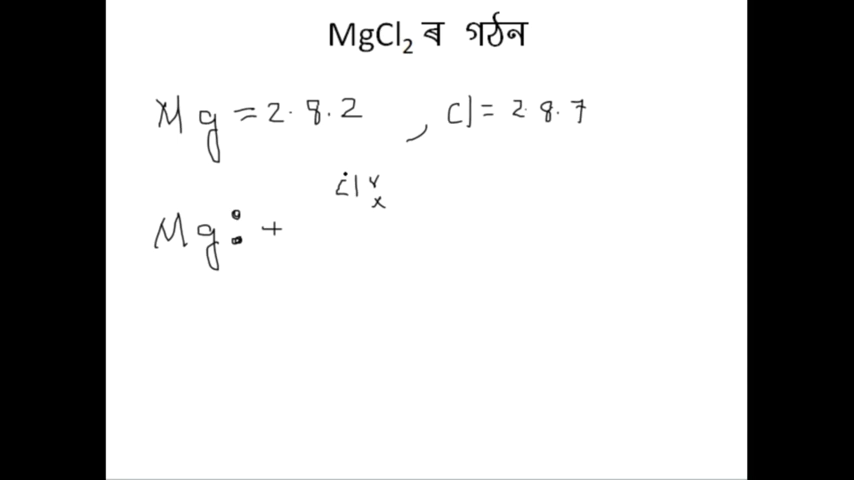 MgCl₂ ৰ গঠন
Mg = 2.8.2 , Cl = 2.8.7
Cl
Mg: +